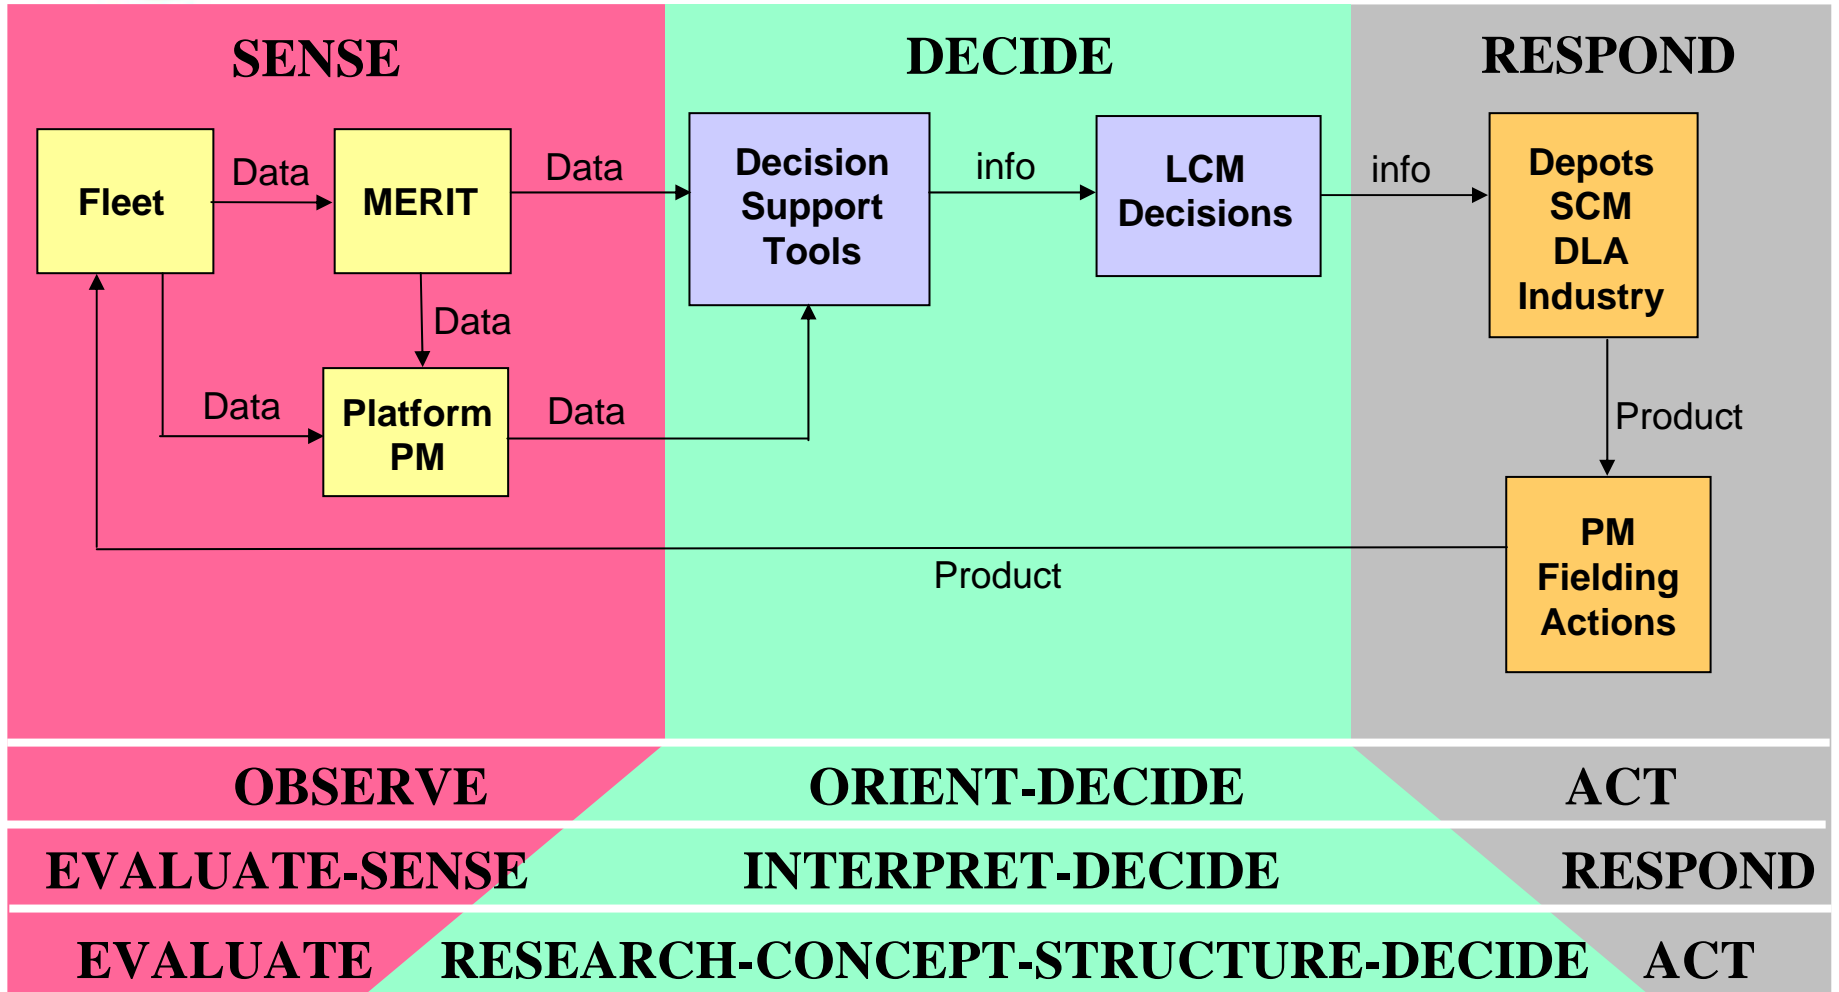 SENSE
DECIDE
RESPOND
Fleet
Data
MERIT
Data
Decision
Support
Tools
info
LCM
Decisions
info
Depots
SCM
DLA
Industry
Data
Data
Platform
PM
Data
Product
PM
Fielding
Actions
Product
OBSERVE
ORIENT-DECIDE
ACT
EVALUATE-SENSE
INTERPRET-DECIDE
RESPOND
EVALUATE
RESEARCH-CONCEPT-STRUCTURE-DECIDE
ACT